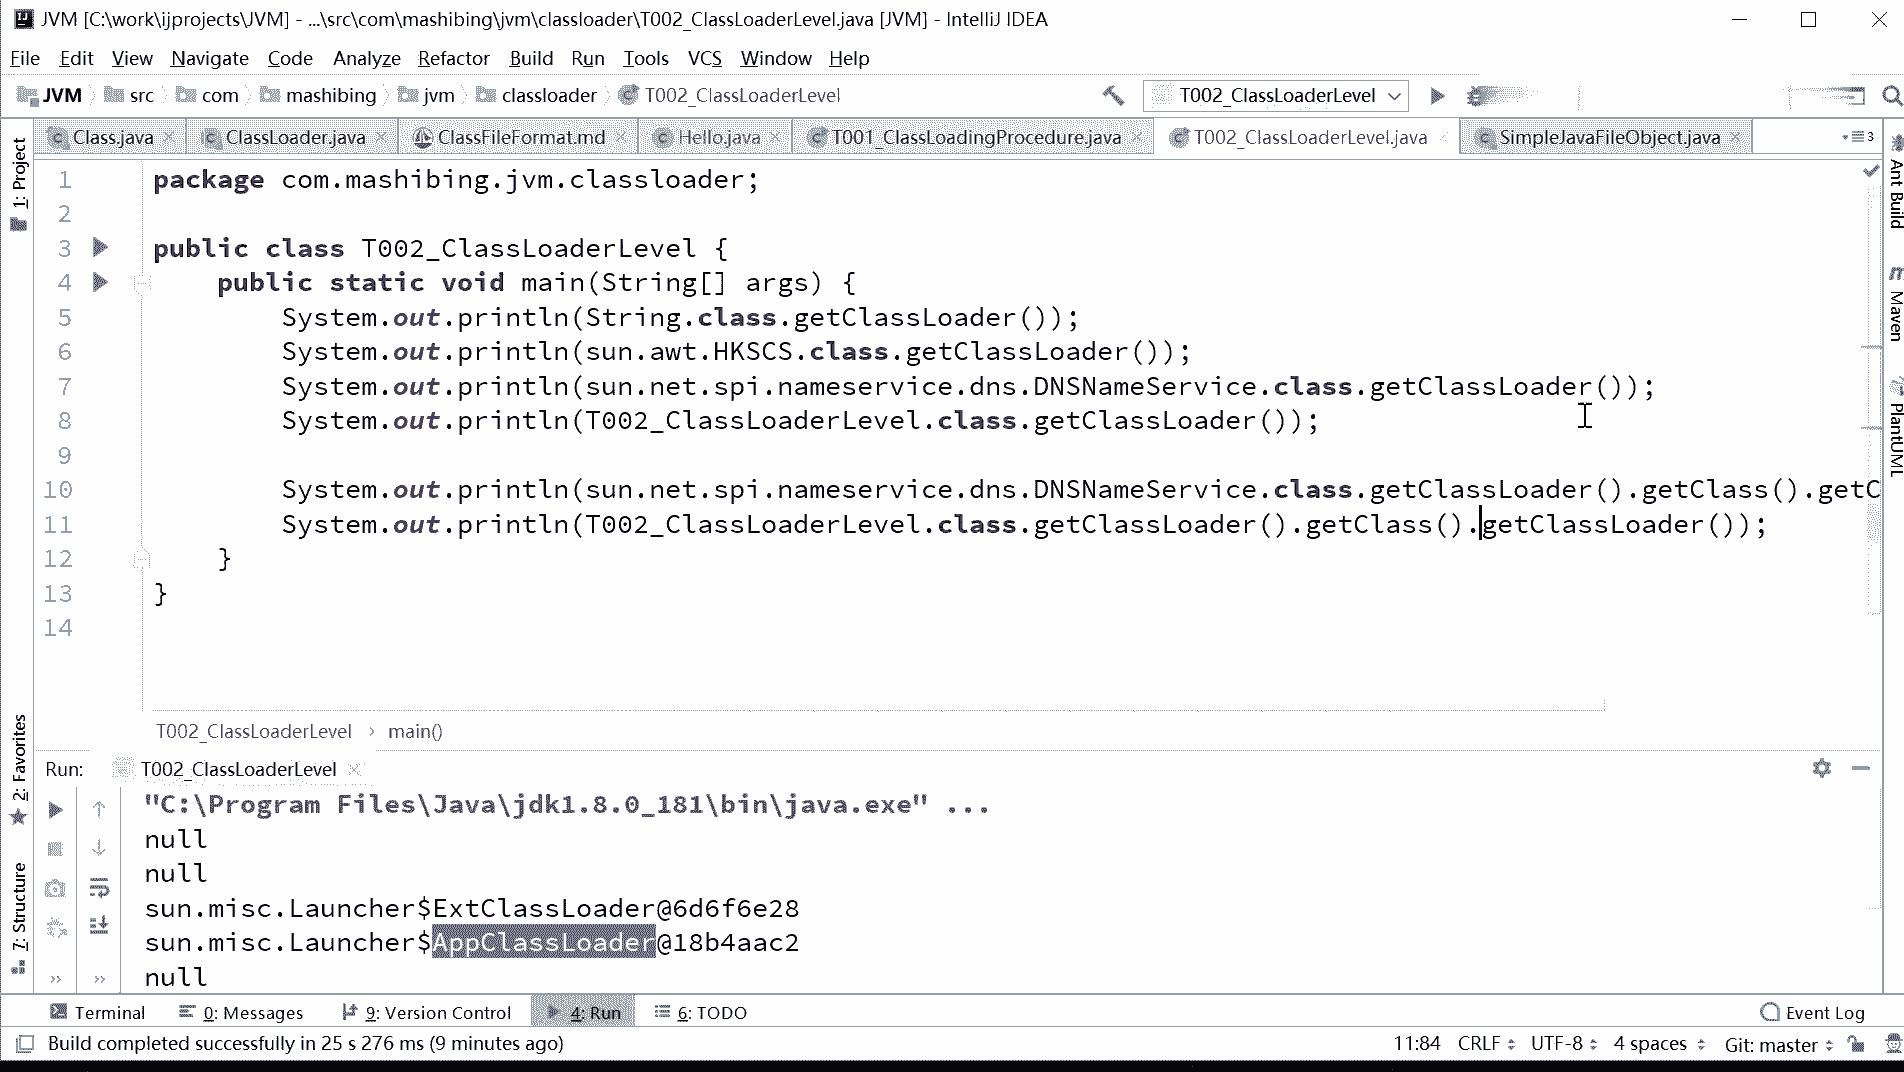 JVM [C:\work\ijprojects\JVM] - ...\src\com\mashibing\jvm\classloader\T002_ClassLoaderLevel.java [JVM] - IntelliJ IDEA
File Edit View Navigate Code Analyze Refactor Build Run Tools VCS Window Help
JVM src com mashibing jvm classloader T002_ClassLoaderLevel T002_ClassLoaderLevel
Class.java ClassLoader.java ClassFileFormat.md Hello.java T001_ClassLoadingProcedure.java T002_ClassLoaderLevel.java SimpleJavaFileObject.java 3
1: Project
Ant Build
Maven
PlantUML
1 package com.mashibing.jvm.classloader;
2
3 public class T002_ClassLoaderLevel {
4 public static void main(String[] args) {
5 System.out.println(String.class.getClassLoader());
6 System.out.println(sun.awt.HKSCS.class.getClassLoader());
7 System.out.println(sun.net.spi.nameservice.dns.DNSNameService.class.getClassLoader());
8 System.out.println(T002_ClassLoaderLevel.class.getClassLoader());
9
10 System.out.println(sun.net.spi.nameservice.dns.DNSNameService.class.getClassLoader().getClass().getC
11 System.out.println(T002_ClassLoaderLevel.class.getClassLoader().getClass().getClassLoader());
12 }
13 }
14
T002_ClassLoaderLevel › main()
2: Favorites
7: Structure
Run: T002_ClassLoaderLevel
"C:\Program Files\Java\jdk1.8.0_181\bin\java.exe" ...
null
null
sun.misc.Launcher$ExtClassLoader@6d6f6e28
sun.misc.Launcher$AppClassLoader@18b4aac2
null
Terminal 0: Messages 9: Version Control 4: Run 6: TODO Event Log
Build completed successfully in 25 s 276 ms (9 minutes ago) 11:84 CRLF UTF-8 4 spaces Git: master